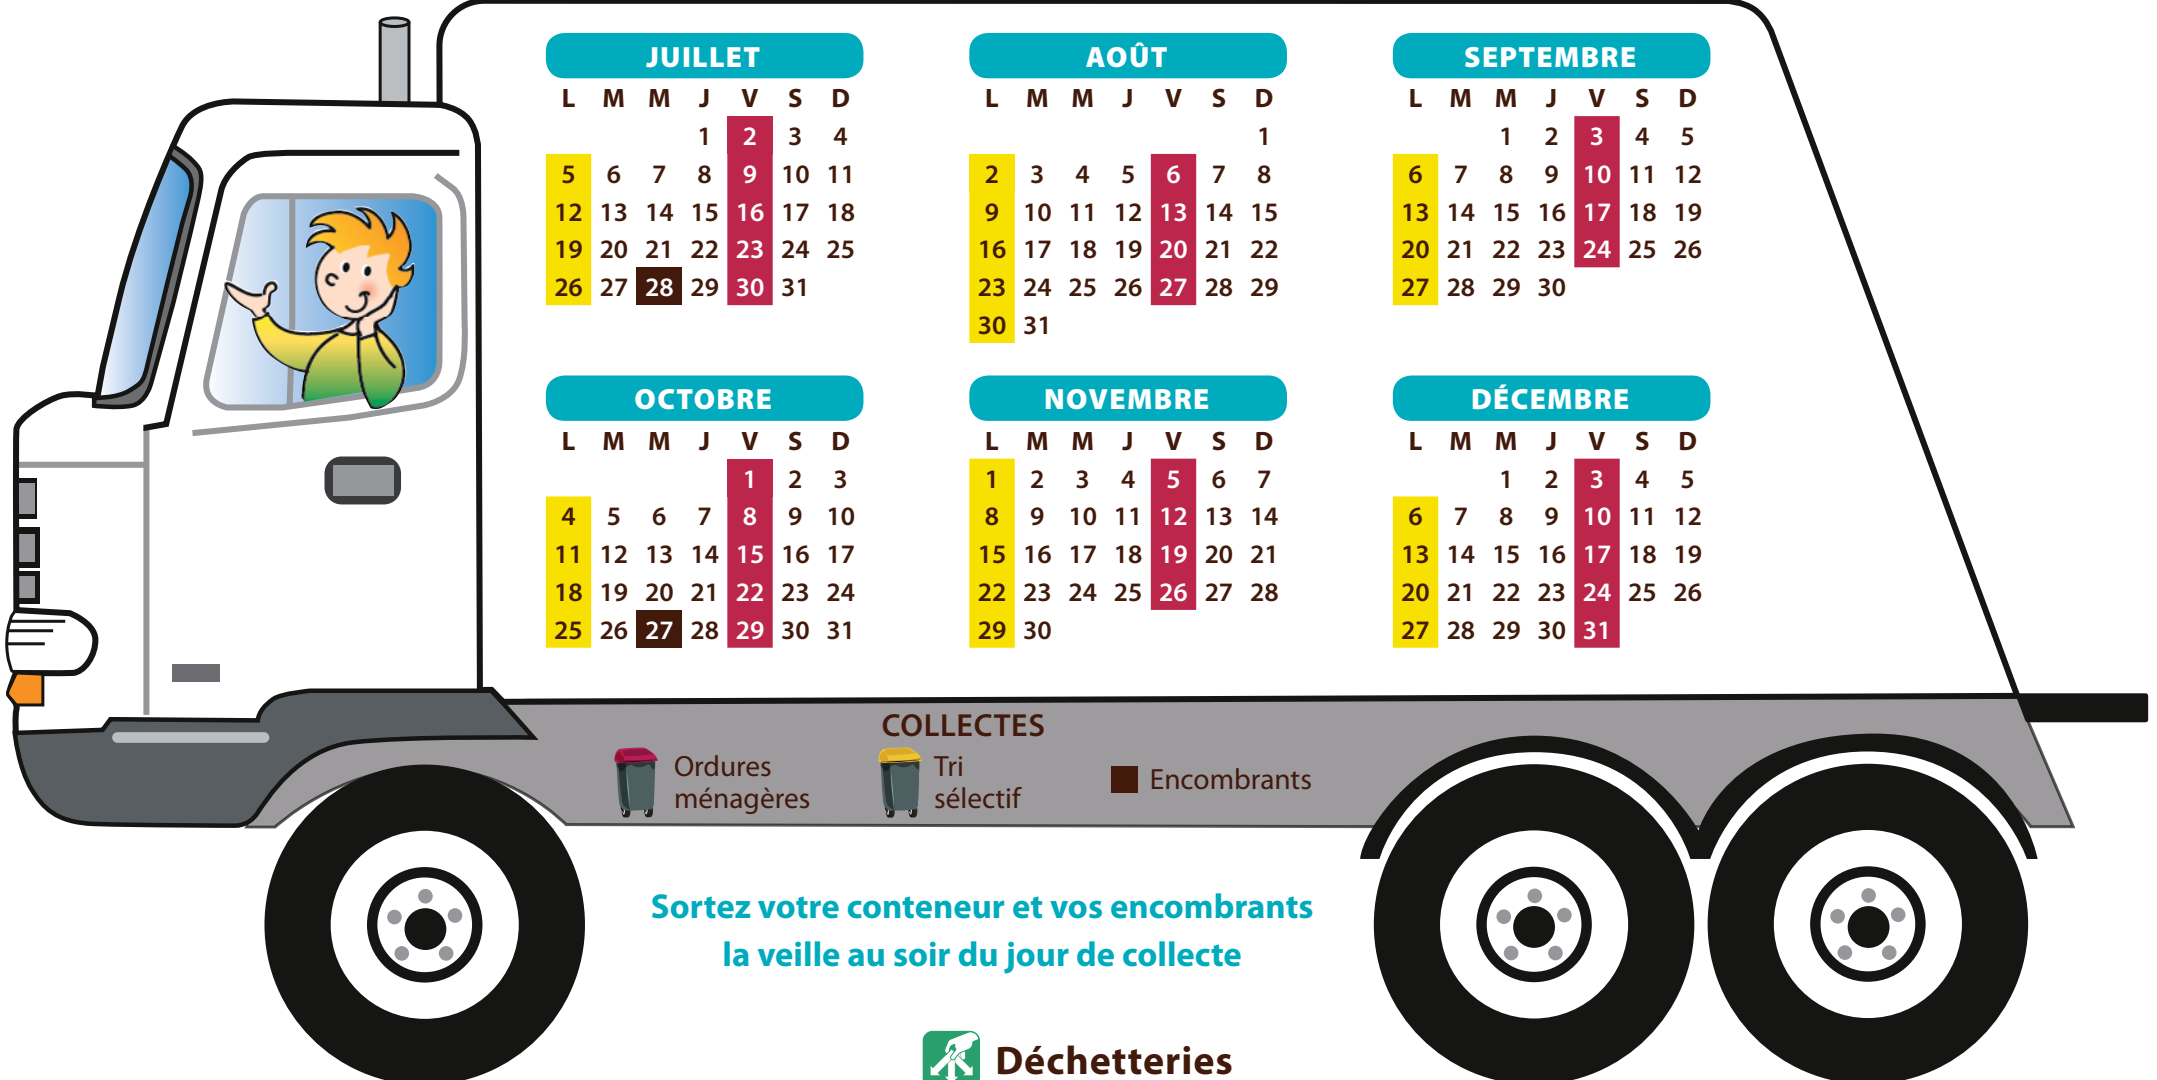 JUILLET
L M M J V S D
1 2 3 4
5 6 7 8 9 10 11
12 13 14 15 16 17 18
19 20 21 22 23 24 25
26 27 28 29 30 31
AOÛT
L M M J V S D
1
2 3 4 5 6 7 8
9 10 11 12 13 14 15
16 17 18 19 20 21 22
23 24 25 26 27 28 29
30 31
SEPTEMBRE
L M M J V S D
1 2 3 4 5
6 7 8 9 10 11 12
13 14 15 16 17 18 19
20 21 22 23 24 25 26
27 28 29 30
OCTOBRE
L M M J V S D
1 2 3
4 5 6 7 8 9 10
11 12 13 14 15 16 17
18 19 20 21 22 23 24
25 26 27 28 29 30 31
NOVEMBRE
L M M J V S D
1 2 3 4 5 6 7
8 9 10 11 12 13 14
15 16 17 18 19 20 21
22 23 24 25 26 27 28
29 30
DÉCEMBRE
L M M J V S D
1 2 3 4 5
6 7 8 9 10 11 12
13 14 15 16 17 18 19
20 21 22 23 24 25 26
27 28 29 30 31
COLLECTES
Ordures
ménagères
Tri
sélectif
Encombrants
Sortez votre conteneur et vos encombrants
la veille au soir du jour de collecte
Déchetteries